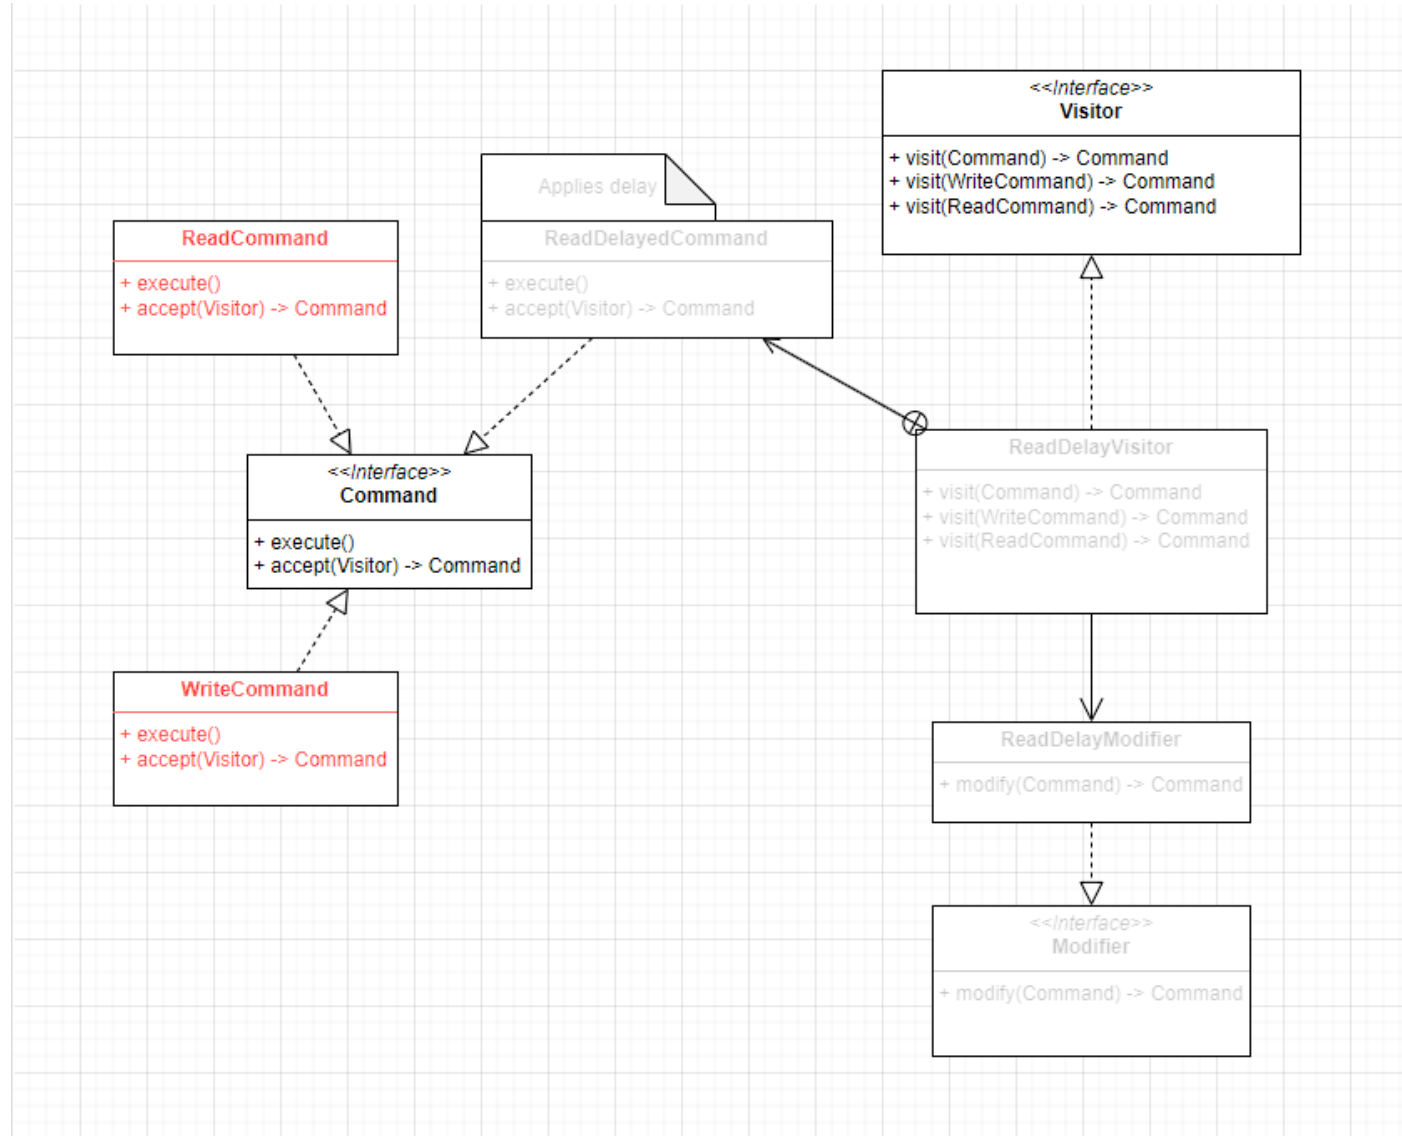 <<Interface>>
Visitor
+ visit(Command) -> Command
+ visit(WriteCommand) -> Command
+ visit(ReadCommand) -> Command
Applies delay
ReadCommand
+ execute()
+ accept(Visitor) -> Command
ReadDelayedCommand
+ execute()
+ accept(Visitor) -> Command
<<Interface>>
Command
+ execute()
+ accept(Visitor) -> Command
ReadDelayVisitor
+ visit(Command) -> Command
+ visit(WriteCommand) -> Command
+ visit(ReadCommand) -> Command
WriteCommand
+ execute()
+ accept(Visitor) -> Command
ReadDelayModifier
+ modify(Command) -> Command
<<Interface>>
Modifier
+ modify(Command) -> Command